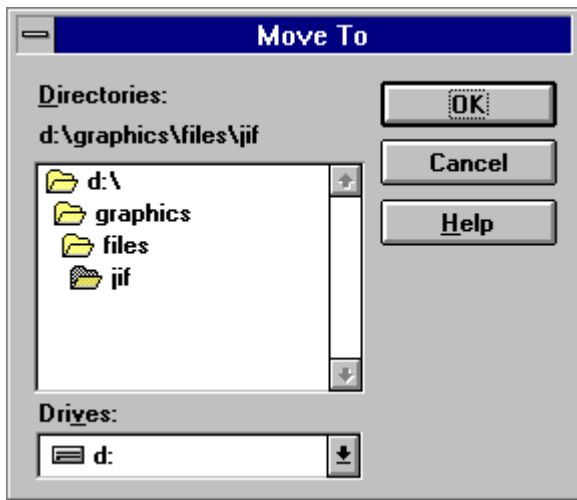 Move To
Directories:
d:\graphics\files\jif
d:\
graphics
files
jif
Drives:
d:
OK
Cancel
Help